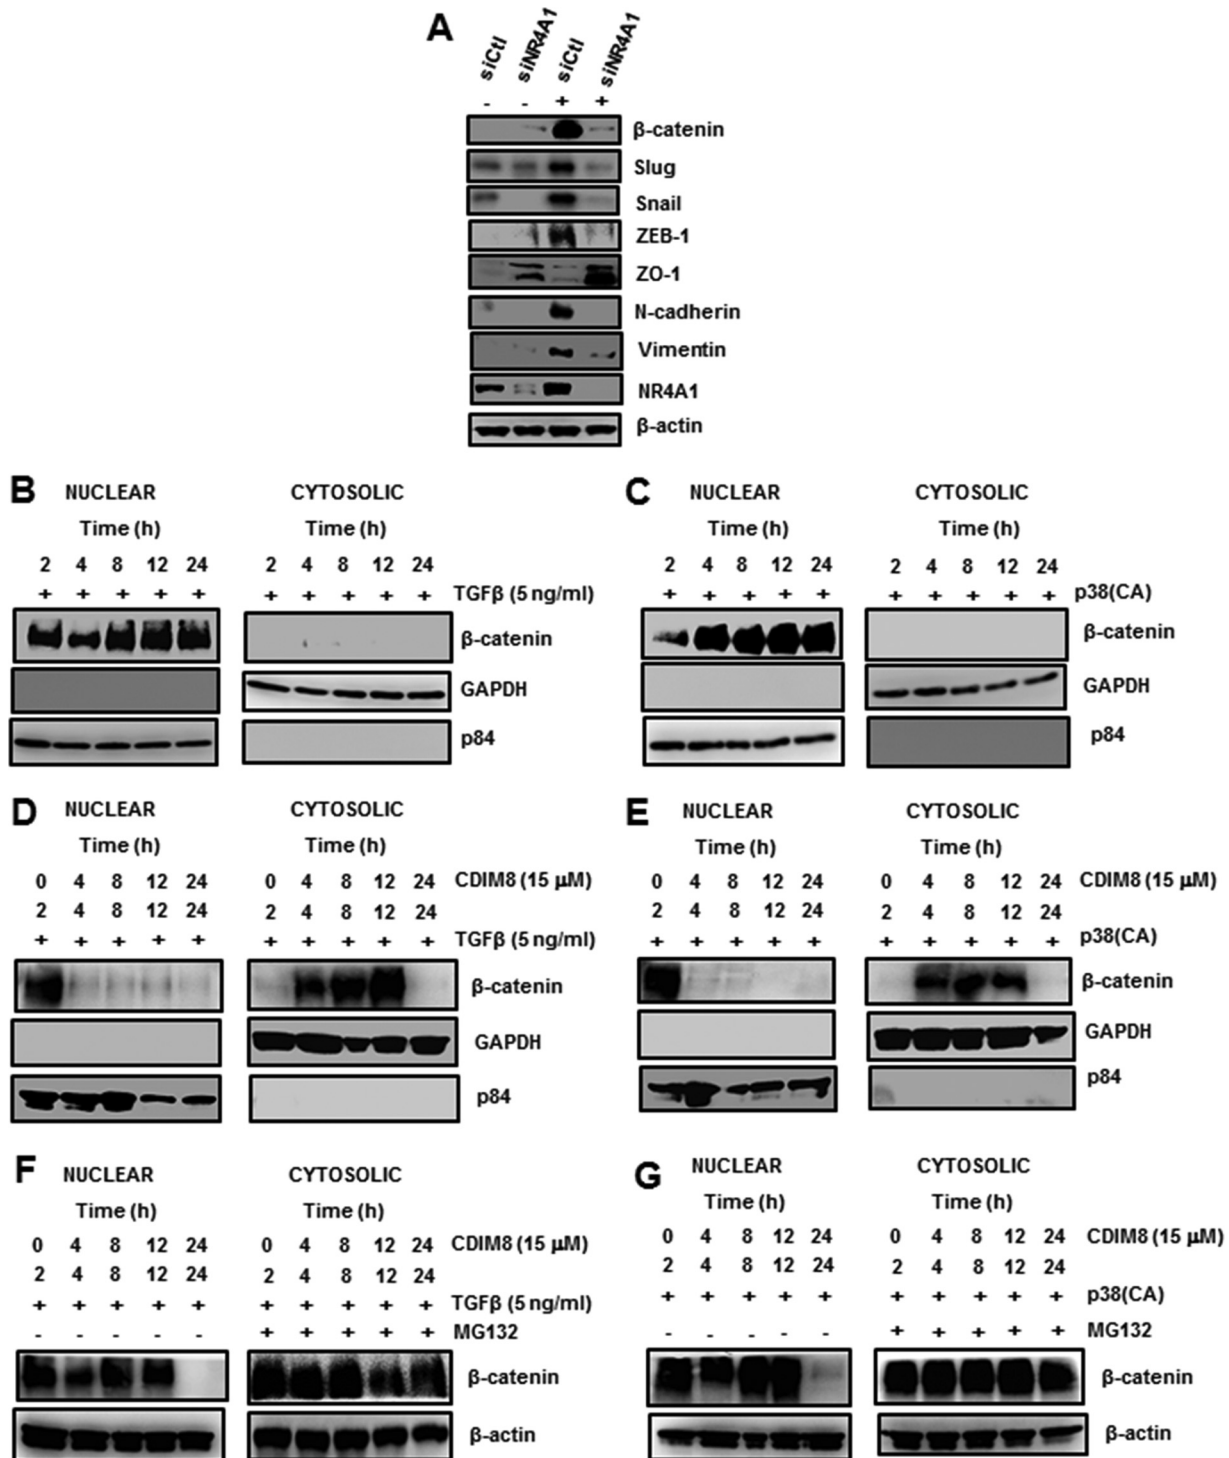 A
siCtl siNR4A1 siCtl siNR4A1
- - + +
β-catenin
Slug
Snail
ZEB-1
ZO-1
N-cadherin
Vimentin
NR4A1
β-actin
B
NUCLEAR CYTOSOLIC
Time (h) Time (h)
2 4 8 12 24 2 4 8 12 24
+ + + + + + + + + + TGFβ (5 ng/ml)
β-catenin
GAPDH
p84
C
NUCLEAR CYTOSOLIC
Time (h) Time (h)
2 4 8 12 24 2 4 8 12 24
+ + + + + + + + + + p38(CA)
β-catenin
GAPDH
p84
D
NUCLEAR CYTOSOLIC
Time (h) Time (h)
0 4 8 12 24 0 4 8 12 24 CDIM8 (15 μM)
2 4 8 12 24 2 4 8 12 24
+ + + + + + + + + + TGFβ (5 ng/ml)
β-catenin
GAPDH
p84
E
NUCLEAR CYTOSOLIC
Time (h) Time (h)
0 4 8 12 24 0 4 8 12 24 CDIM8 (15 μM)
2 4 8 12 24 2 4 8 12 24
+ + + + + + + + + + p38(CA)
β-catenin
GAPDH
p84
F
NUCLEAR CYTOSOLIC
Time (h) Time (h)
0 4 8 12 24 0 4 8 12 24 CDIM8 (15 μM)
2 4 8 12 24 2 4 8 12 24
+ + + + + + + + + + TGFβ (5 ng/ml)
- - - - - + + + + + MG132
β-catenin
β-actin
G
NUCLEAR CYTOSOLIC
Time (h) Time (h)
0 4 8 12 24 0 4 8 12 24 CDIM8 (15 μM)
2 4 8 12 24 2 4 8 12 24
+ + + + + + + + + + p38(CA)
- - - - - + + + + + MG132
β-catenin
β-actin